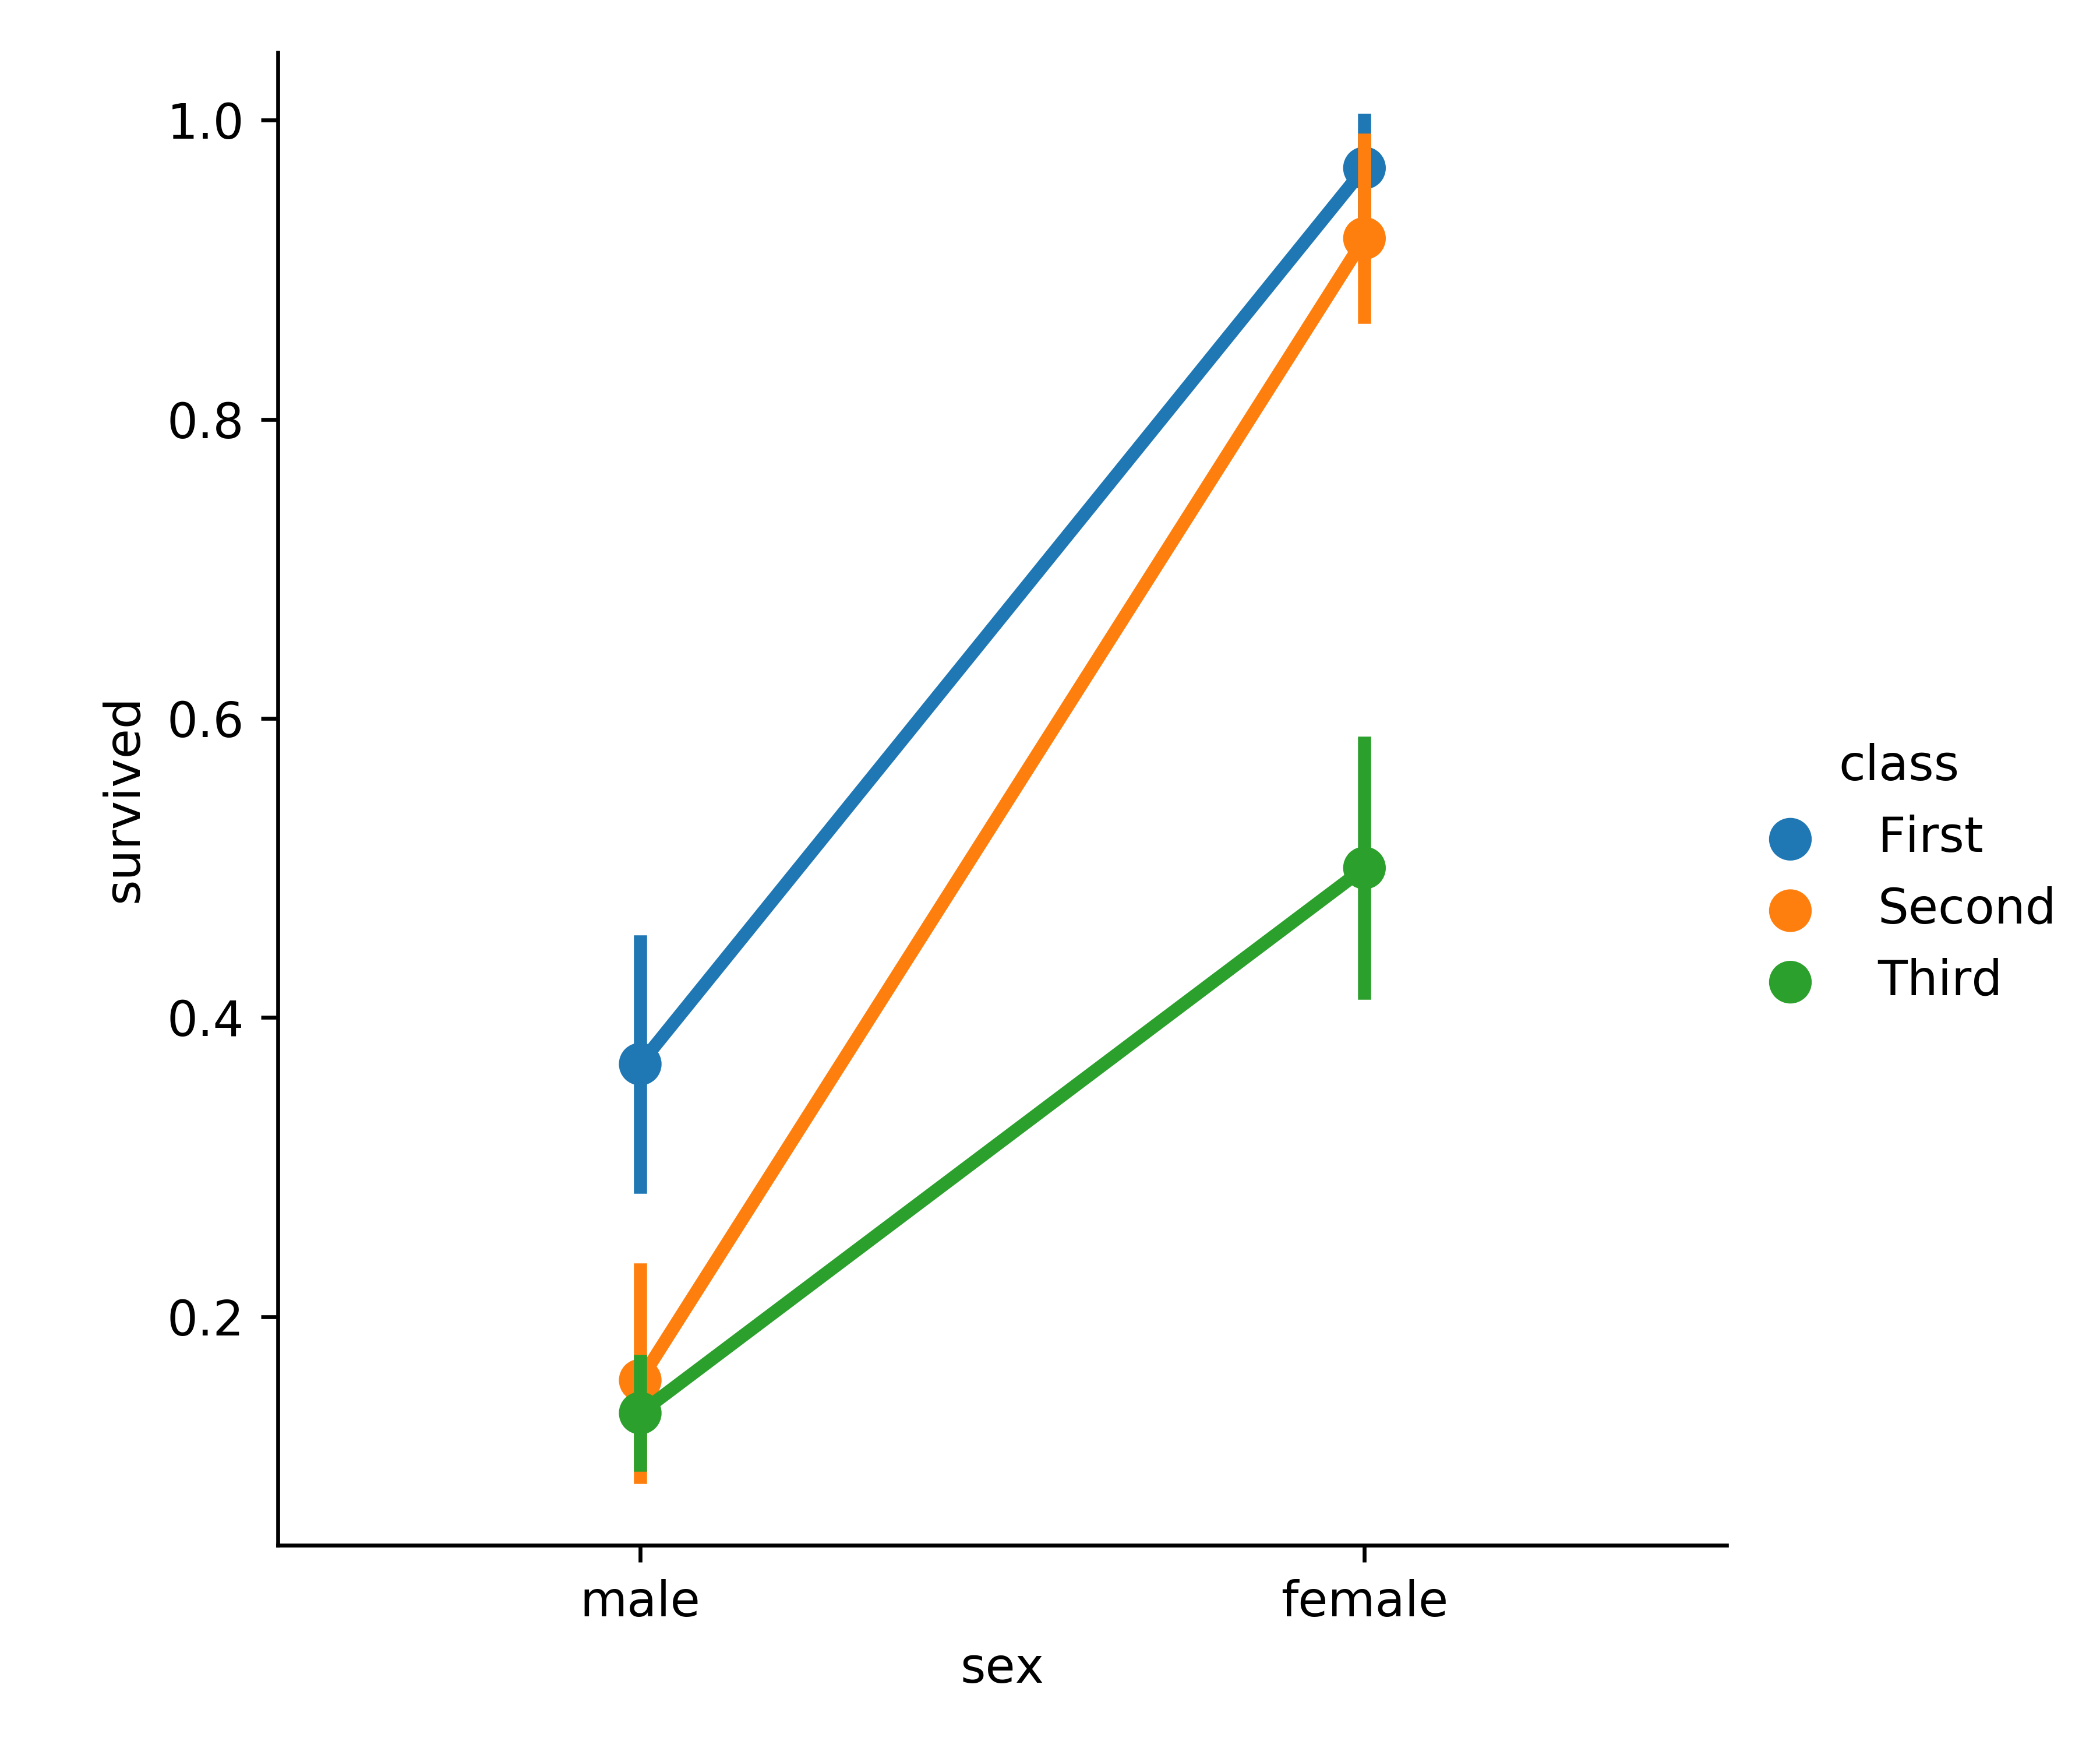 1.0
0.8
0.6
0.4
0.2
survived
male
female
sex
class
First
Second
Third